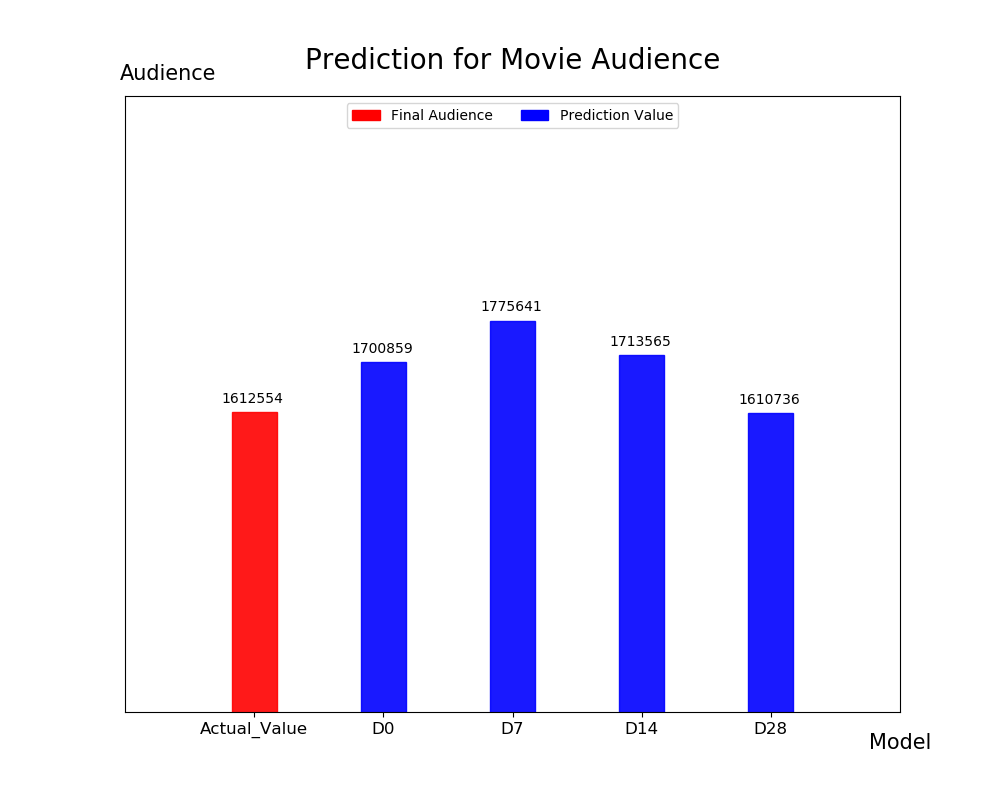 Prediction for Movie Audience
Audience
Final Audience
Prediction Value
1612554
1700859
1775641
1713565
1610736
Actual_Value
D0
D7
D14
D28
Model